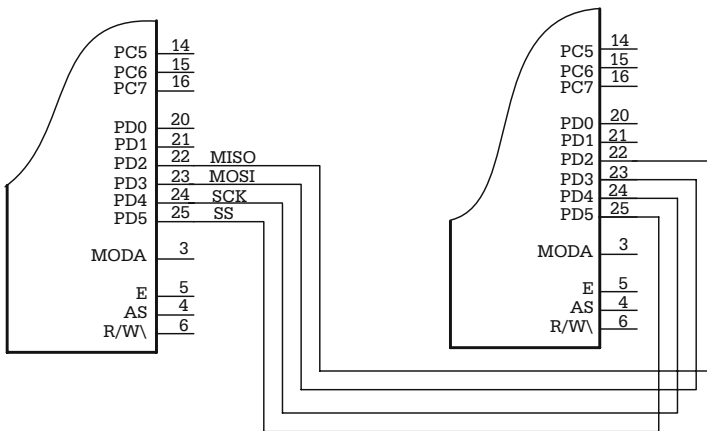 PC5 14
PC6 15
PC7 16
PD0 20
PD1 21
PD2 22 MISO
PD3 23 MOSI
PD4 24 SCK
PD5 25 SS
MODA 3
E 5
AS 4
R/W\ 6
PC5 14
PC6 15
PC7 16
PD0 20
PD1 21
PD2 22
PD3 23
PD4 24
PD5 25
MODA 3
E 5
AS 4
R/W\ 6